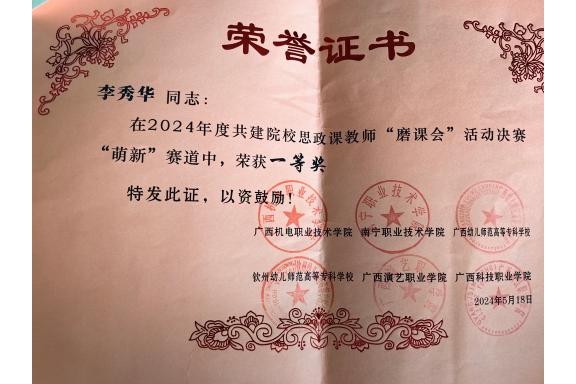 荣誉证书
李秀华 同志：
在2024年度共建院校思政课教师“磨课会”活动决赛
“萌新”赛道中，荣获一等奖
特发此证，以资鼓励！
广西机电职业技术学院 南宁职业技术学院 广西幼儿师范高等专科学校
钦州幼儿师范高等专科学校 广西演艺职业学院 广西科技职业学院
2024年5月18日